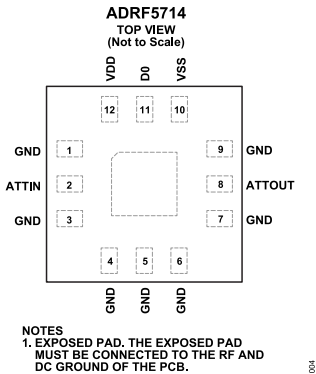 ADRF5714
TOP VIEW
(Not to Scale)
VDD D0 VSS
12 11 10
GND 1 9 GND
ATTIN 2 8 ATTOUT
GND 3 7 GND
4 5 6
GND GND GND
NOTES
1. EXPOSED PAD. THE EXPOSED PAD
MUST BE CONNECTED TO THE RF AND
DC GROUND OF THE PCB.
004